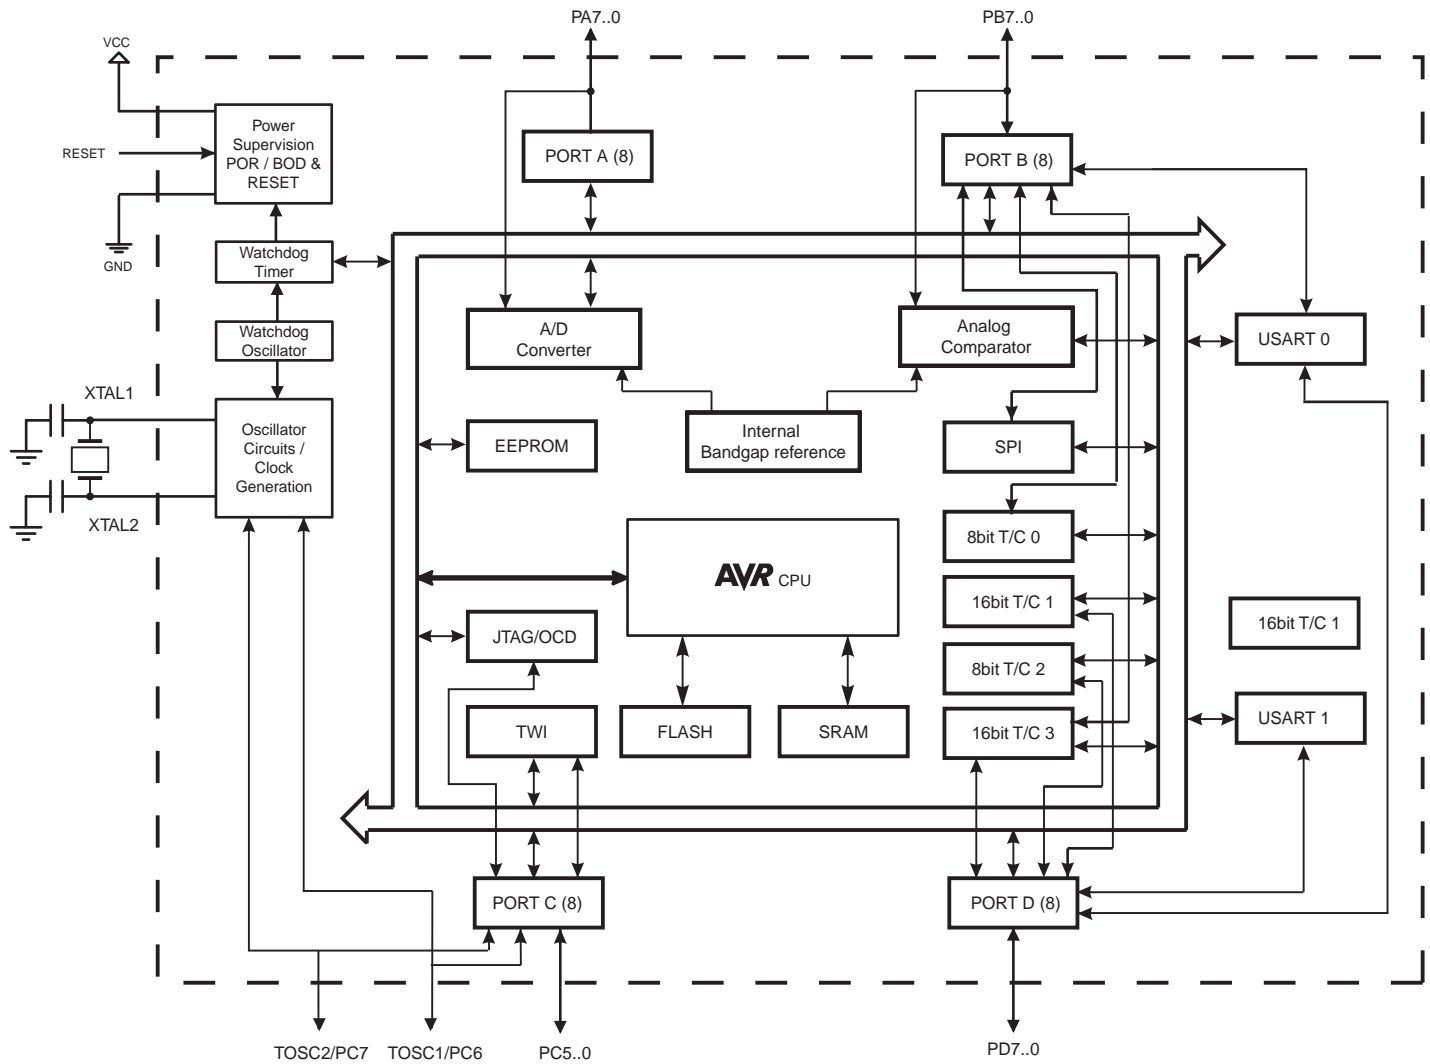 PA7..0
PB7..0
VCC
RESET
GND
Power
Supervision
POR / BOD &
RESET
PORT A (8)
PORT B (8)
Watchdog
Timer
Watchdog
Oscillator
A/D
Converter
Analog
Comparator
USART 0
XTAL1
XTAL2
Oscillator
Circuits /
Clock
Generation
EEPROM
Internal
Bandgap reference
SPI
8bit T/C 0
AVR CPU
16bit T/C 1
16bit T/C 1
JTAG/OCD
8bit T/C 2
TWI
FLASH
SRAM
16bit T/C 3
USART 1
PORT C (8)
PORT D (8)
TOSC2/PC7
TOSC1/PC6
PC5..0
PD7..0